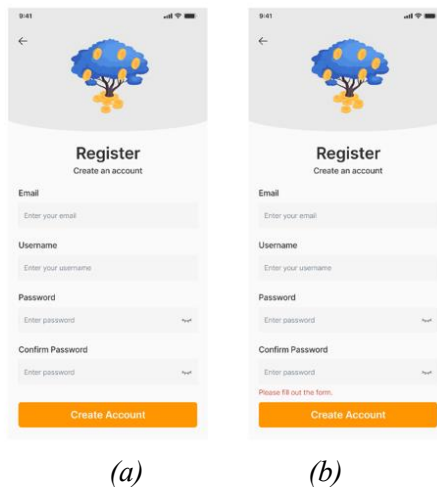 9:41
Register
Create an account
Email
Enter your email
Username
Enter your username
Password
Enter password
Confirm Password
Enter password
Create Account
(a)
9:41
Register
Create an account
Email
Enter your email
Username
Enter your username
Password
Enter password
Confirm Password
Enter password
Please fill out the form.
Create Account
(b)